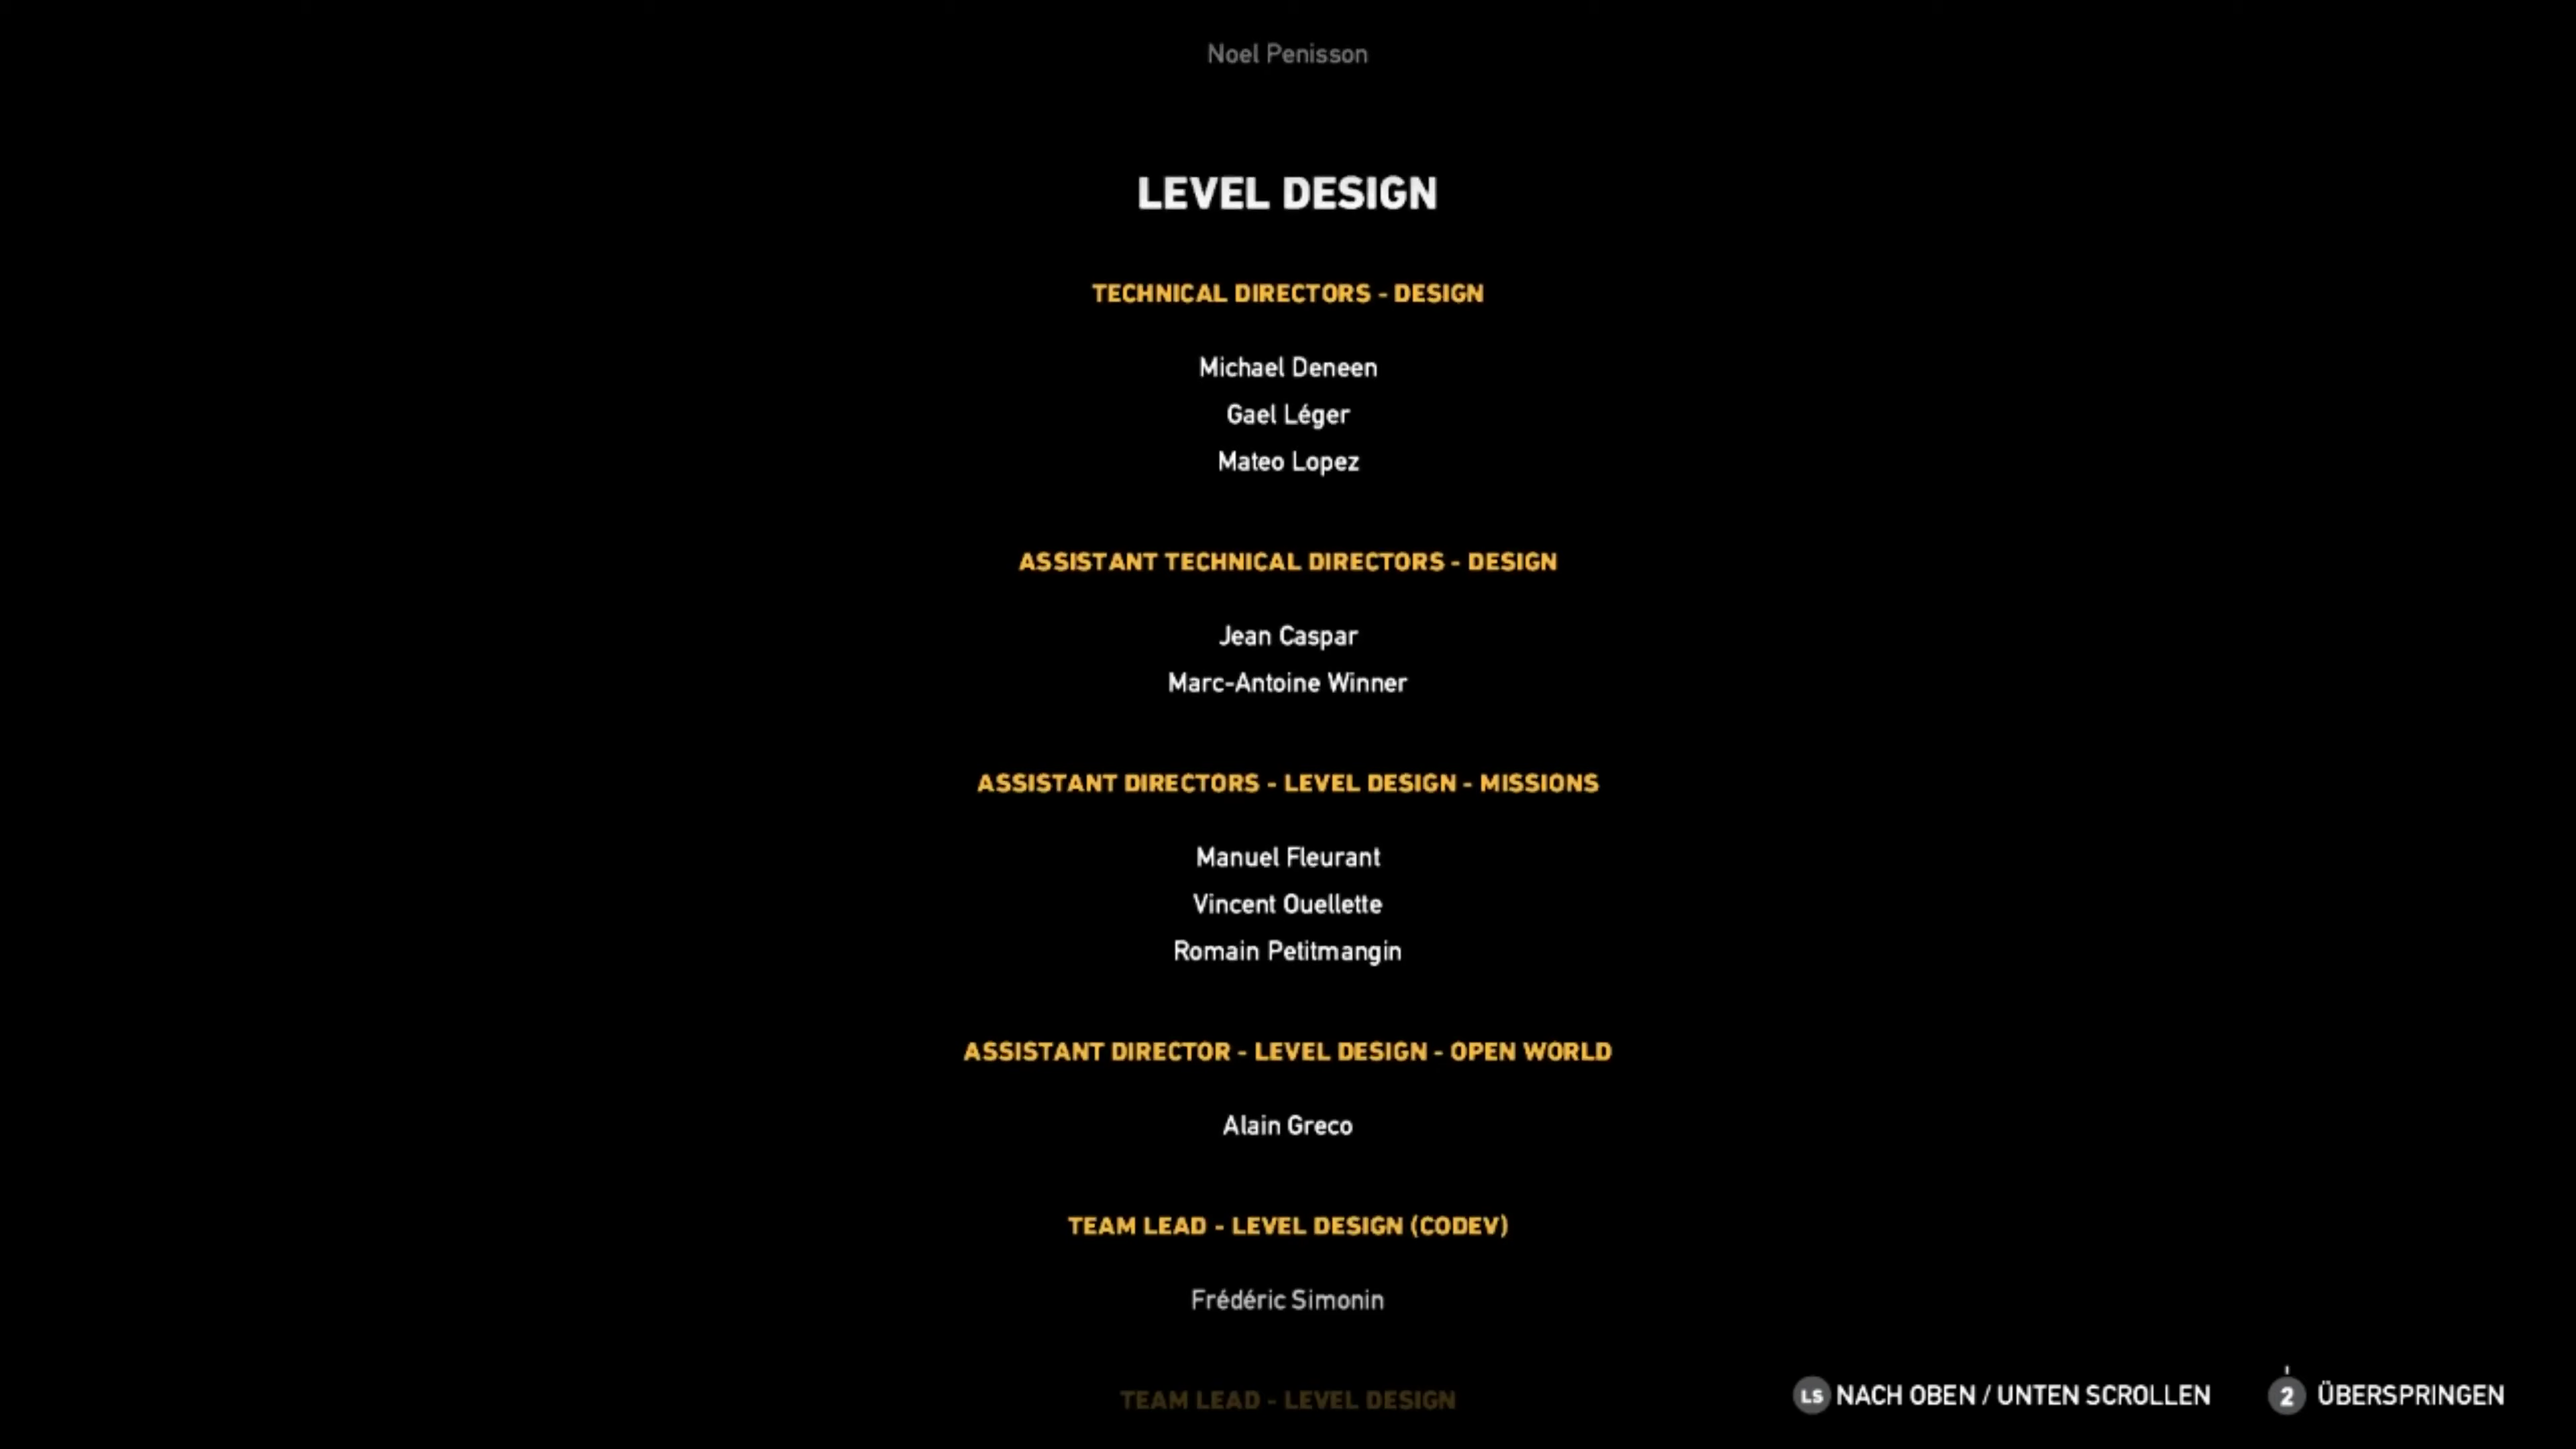 Noel Penisson
LEVEL DESIGN
TECHNICAL DIRECTORS - DESIGN
Michael Deneen
Gael Léger
Mateo Lopez
ASSISTANT TECHNICAL DIRECTORS - DESIGN
Jean Caspar
Marc-Antoine Winner
ASSISTANT DIRECTORS - LEVEL DESIGN - MISSIONS
Manuel Fleurant
Vincent Ouellette
Romain Petitmangin
ASSISTANT DIRECTOR - LEVEL DESIGN - OPEN WORLD
Alain Greco
TEAM LEAD - LEVEL DESIGN (CODEV)
Frédéric Simonin
TEAM LEAD - LEVEL DESIGN
LS NACH OBEN / UNTEN SCROLLEN 2 ÜBERSPRINGEN